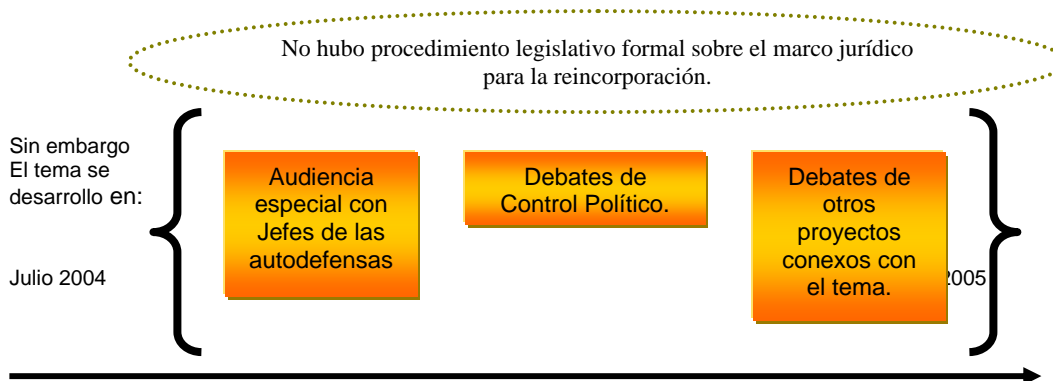 No hubo procedimiento legislativo formal sobre el marco jurídico
para la reincorporación.
Sin embargo
El tema se
desarrollo en:
Audiencia
especial con
Jefes de las
autodefensas
Debates de
Control Político.
Debates de
otros
proyectos
conexos con
el tema.
Julio 2004
2005